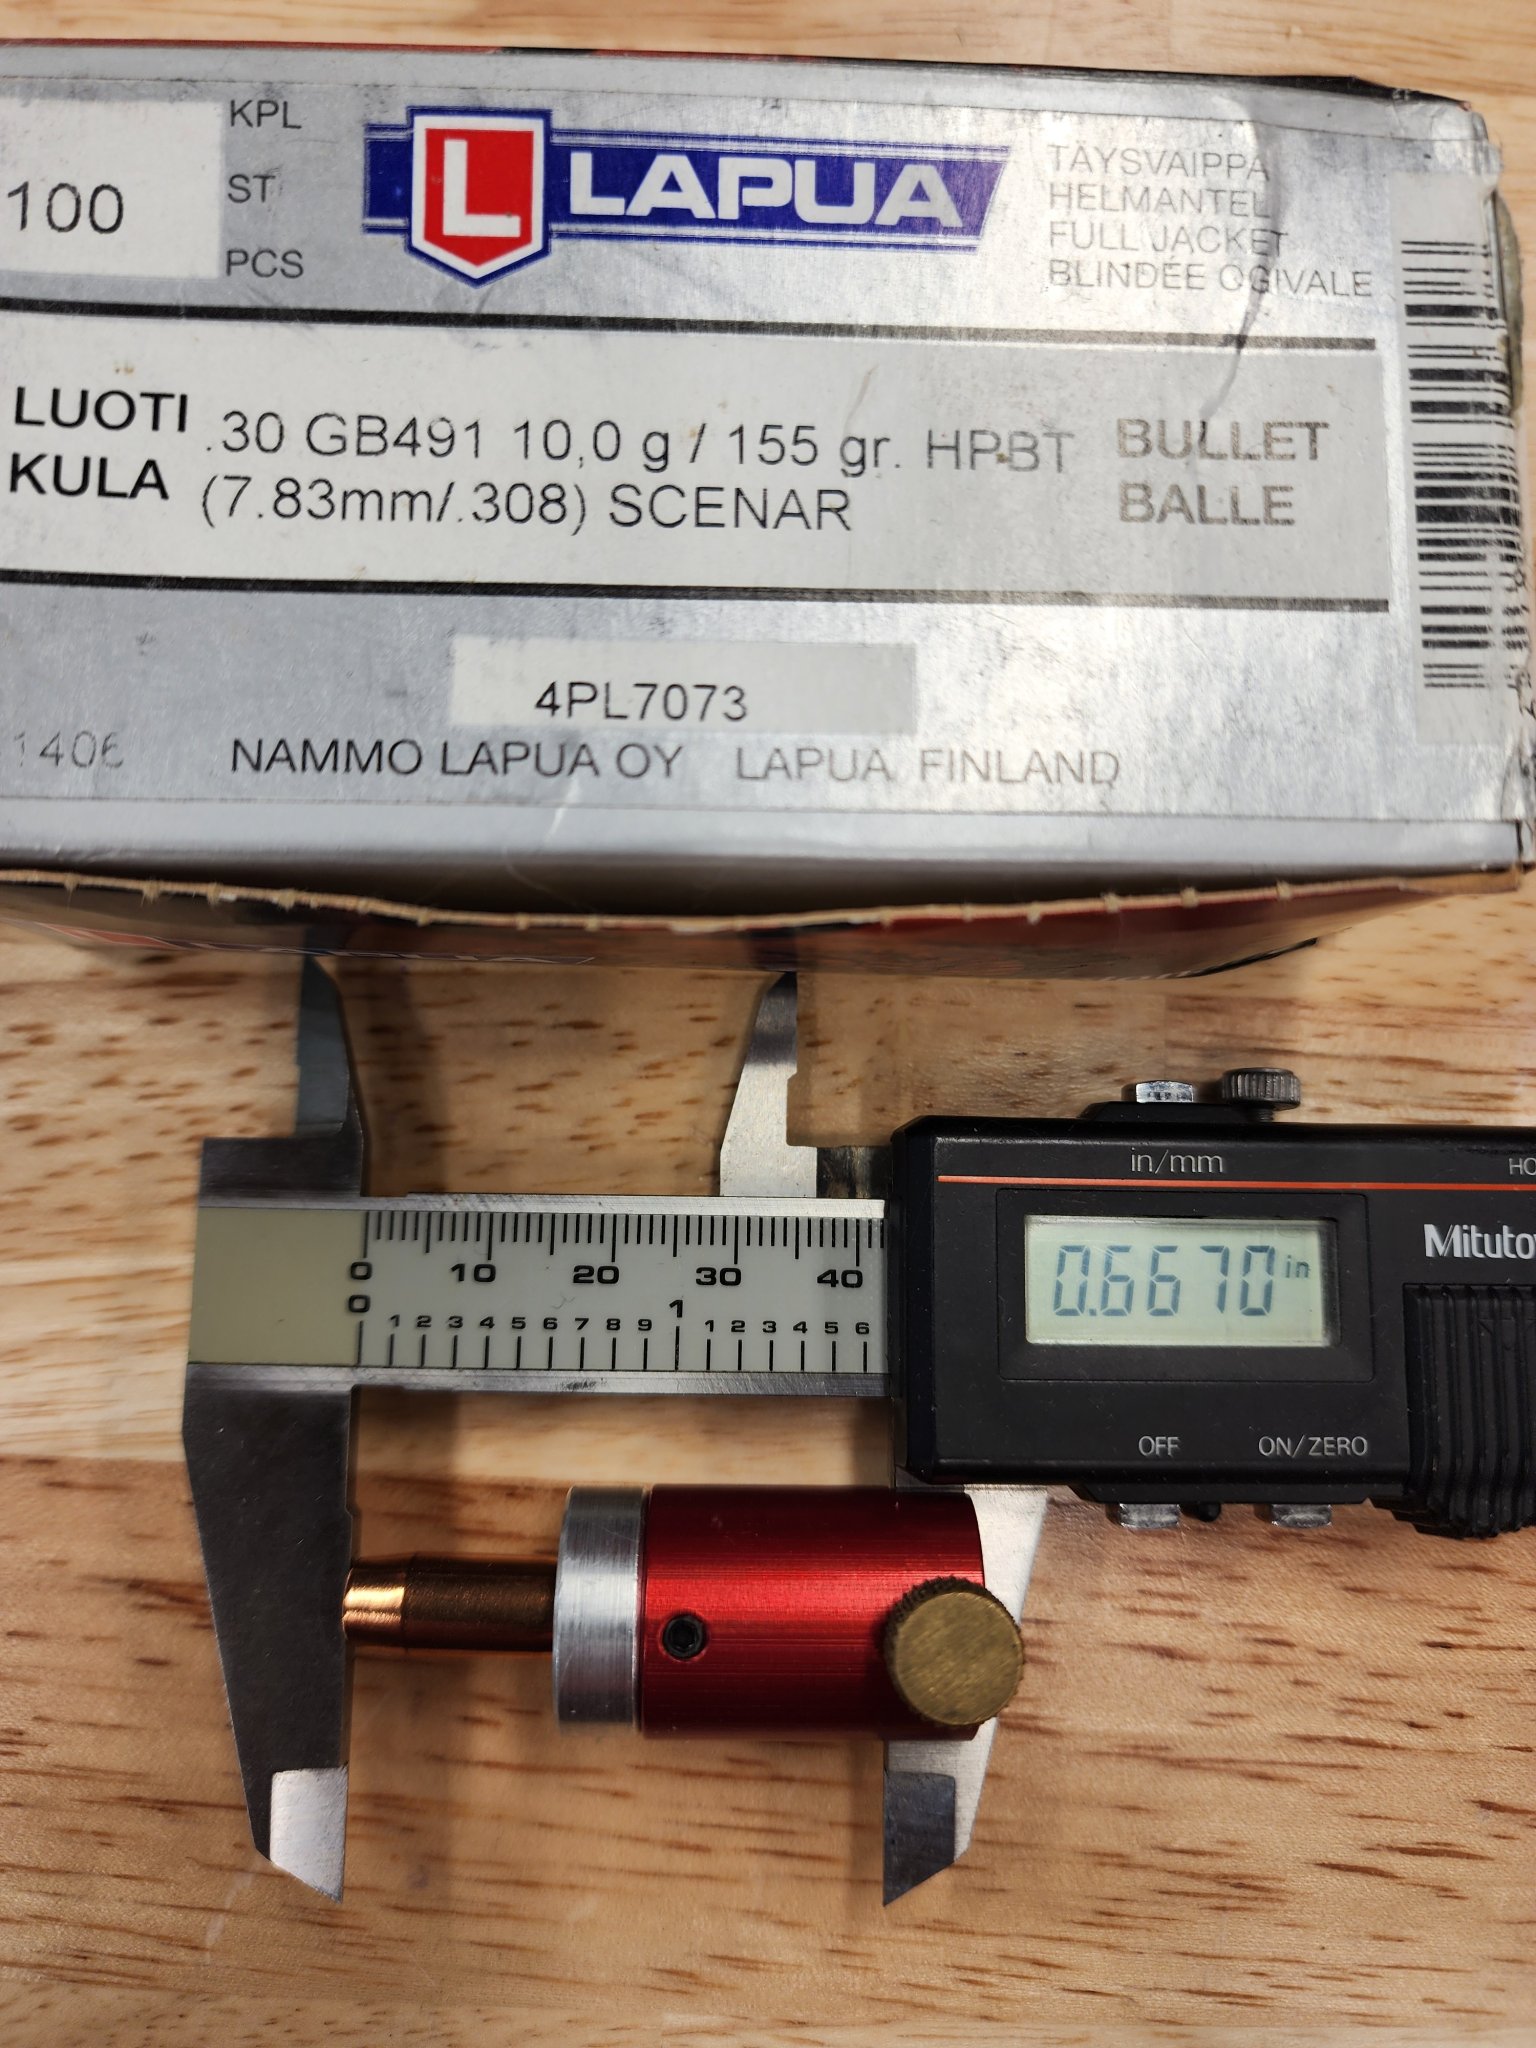 KPL
100
ST
PCS
L LAPUA
TÄYSVAIPPA
HELMANTEL
FULL JACKET
BLINDÉE OGIVALE
LUOTI .30 GB491 10,0 g / 155 gr. HPBT BULLET
KULA (7.83mm/.308) SCENAR BALLE
4PL7073
1406 NAMMO LAPUA OY LAPUA, FINLAND
in/mm
0.6670 in
Mituto
OFF ON/ZERO
0 10 20 30 40
0 1 2 3 4 5 6 7 8 9 1 1 2 3 4 5 6